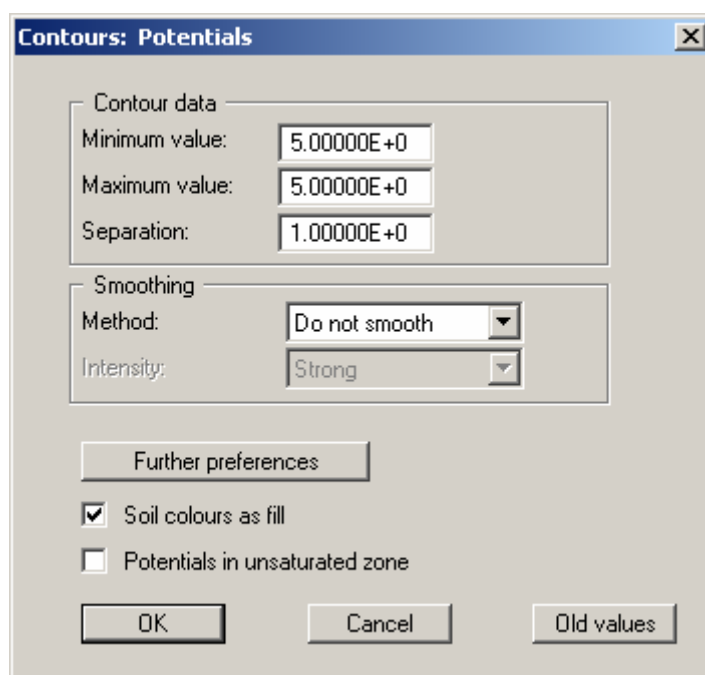 Contours: Potentials
Contour data
Minimum value: 5.00000E+0
Maximum value: 5.00000E+0
Separation: 1.00000E+0
Smoothing
Method: Do not smooth
Intensity: Strong
Further preferences
Soil colours as fill
Potentials in unsaturated zone
OK Cancel Old values